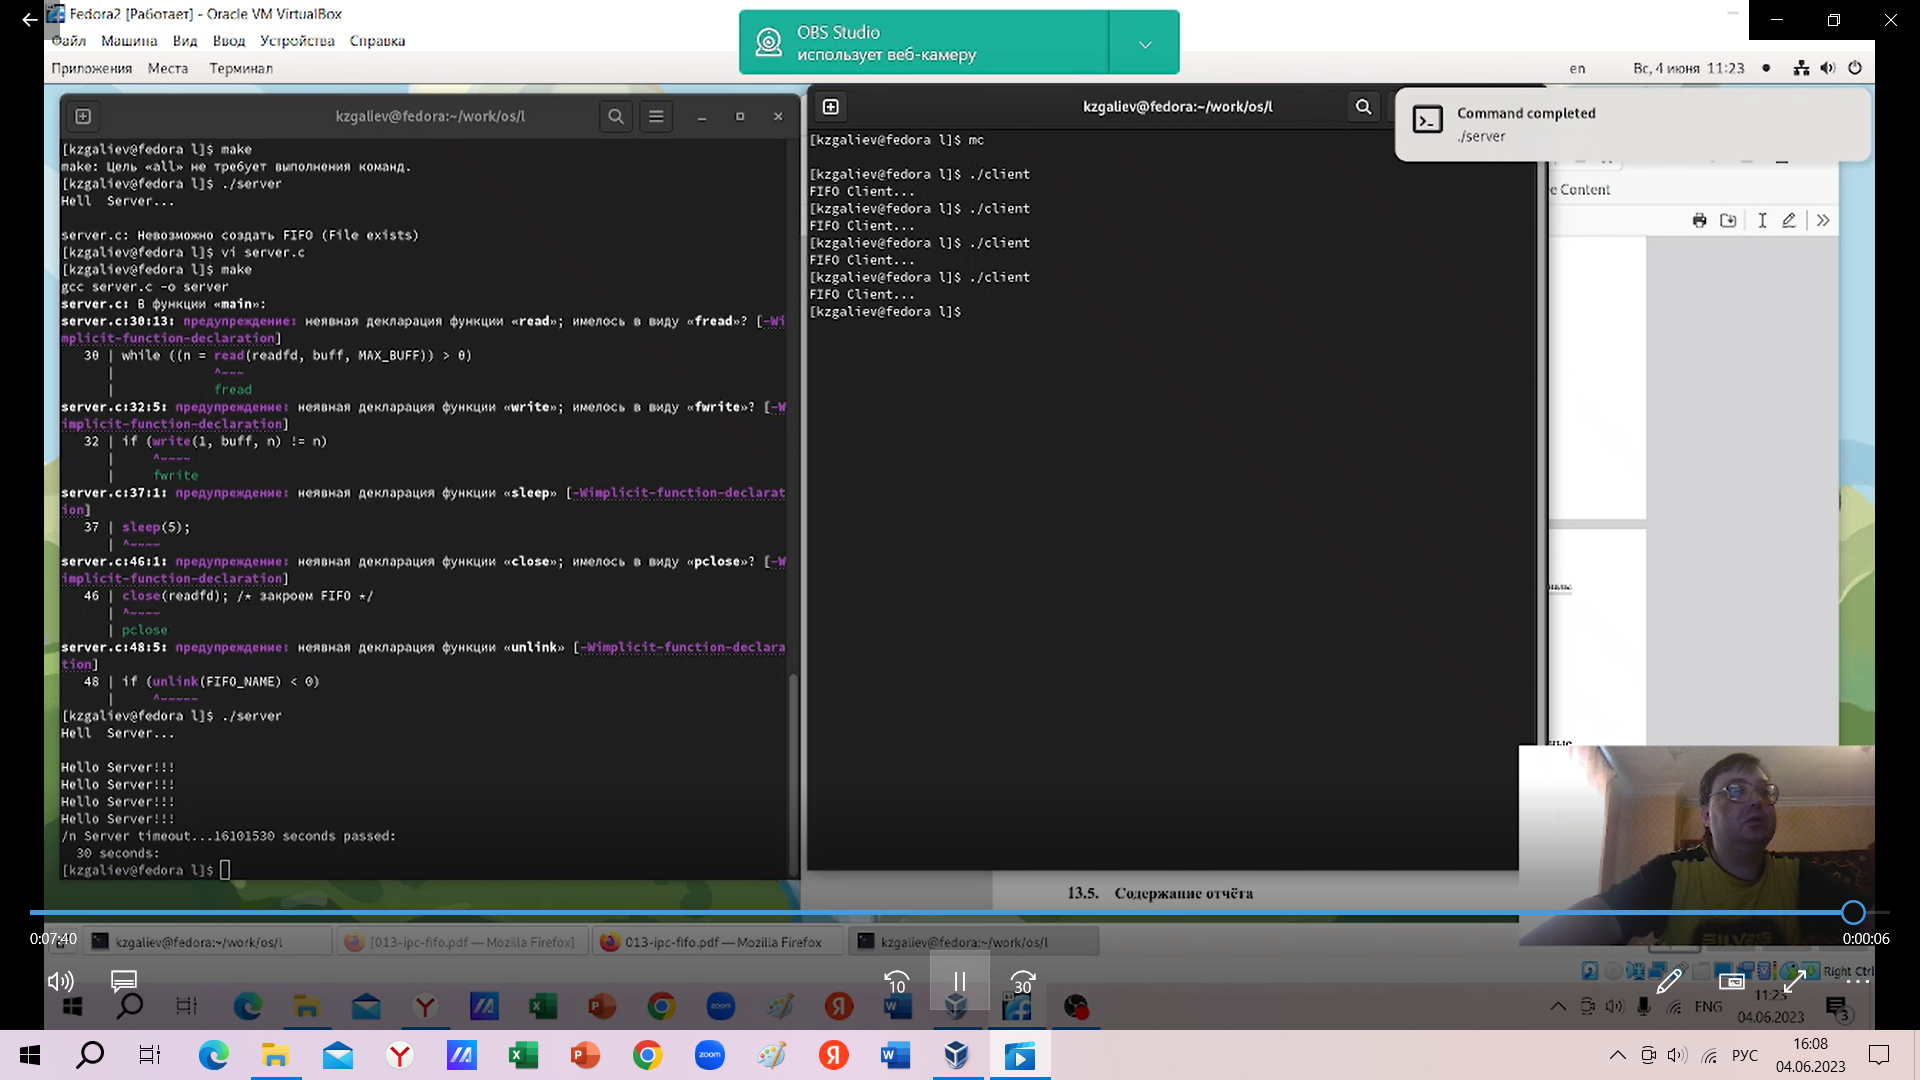 Fedora2 [Работает] - Oracle VM VirtualBox
Файл Машина Вид Ввод Устройства Справка
OBS Studio
использует веб-камеру
Приложения Места Терминал
en Вс, 4 июня 11:23
kzgaliev@fedora:~/work/os/l
[kzgaliev@fedora l]$ make
make: Цель «all» не требует выполнения команд.
[kzgaliev@fedora l]$ ./server
Hell Server...
server.c: Невозможно создать FIFO (File exists)
[kzgaliev@fedora l]$ vi server.c
[kzgaliev@fedora l]$ make
gcc server.c -o server
server.c: В функции «main»:
server.c:30:13: предупреждение: неявная декларация функции «read»; имелось в виду «fread»? [-Wi
mplicit-function-declaration]
30 | while ((n = read(readfd, buff, MAX_BUFF)) > 0)
| ^~~~
| fread
server.c:32:5: предупреждение: неявная декларация функции «write»; имелось в виду «fwrite»? [-W
implicit-function-declaration]
32 | if (write(1, buff, n) != n)
| ^~~~~
| fwrite
server.c:37:1: предупреждение: неявная декларация функции «sleep» [-Wimplicit-function-declarat
ion]
37 | sleep(5);
| ^~~~~
server.c:46:1: предупреждение: неявная декларация функции «close»; имелось в виду «pclose»? [-W
implicit-function-declaration]
46 | close(readfd); /* закроем FIFO */
| ^~~~~
| pclose
server.c:48:5: предупреждение: неявная декларация функции «unlink» [-Wimplicit-function-declara
tion]
48 | if (unlink(FIFO_NAME) < 0)
| ^~~~~~
[kzgaliev@fedora l]$ ./server
Hell Server...
Hello Server!!!
Hello Server!!!
Hello Server!!!
Hello Server!!!
/n Server timeout...16101530 seconds passed:
30 seconds:
[kzgaliev@fedora l]$
kzgaliev@fedora:~/work/os/l
[kzgaliev@fedora l]$ mc
[kzgaliev@fedora l]$ ./client
FIFO Client...
[kzgaliev@fedora l]$ ./client
FIFO Client...
[kzgaliev@fedora l]$ ./client
FIFO Client...
[kzgaliev@fedora l]$ ./client
FIFO Client...
[kzgaliev@fedora l]$
Command completed
./server
Content
13.5. Содержание отчёта
0:07:40
0:00:06
kzgaliev@fedora:~/work/os/l
[013-ipc-fifo.pdf — Mozilla Firefox]
013-ipc-fifo.pdf — Mozilla Firefox
kzgaliev@fedora:~/work/os/l
Right Ctrl
10
30
ENG
11:23
04.06.2023
3
zoom
РУС
16:08
04.06.2023